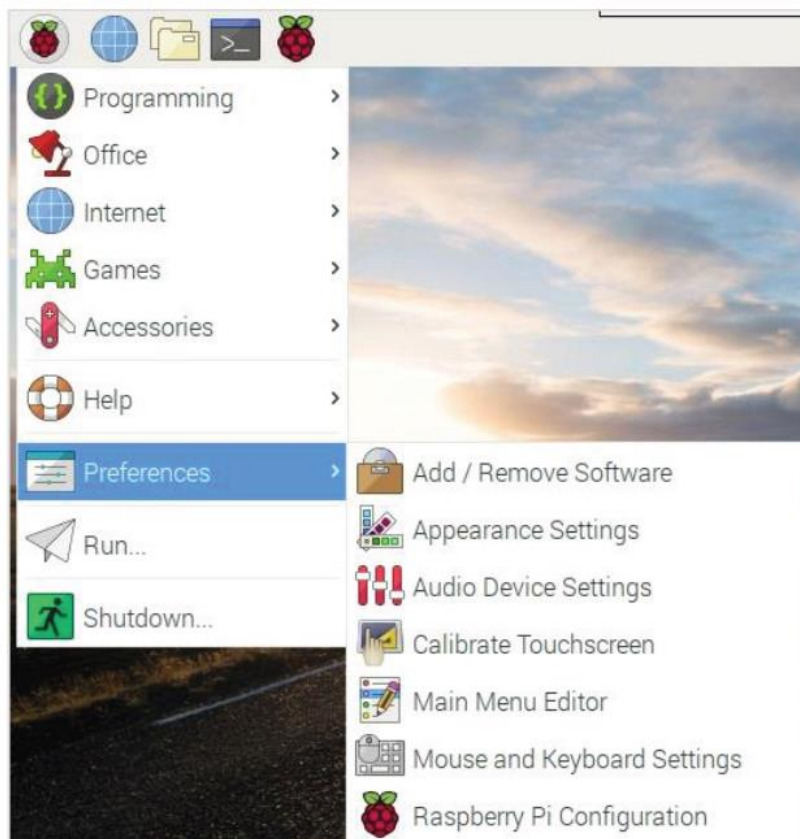 Programming
Office
Internet
Games
Accessories
Help
Preferences
Run...
Shutdown...
Add / Remove Software
Appearance Settings
Audio Device Settings
Calibrate Touchscreen
Main Menu Editor
Mouse and Keyboard Settings
Raspberry Pi Configuration